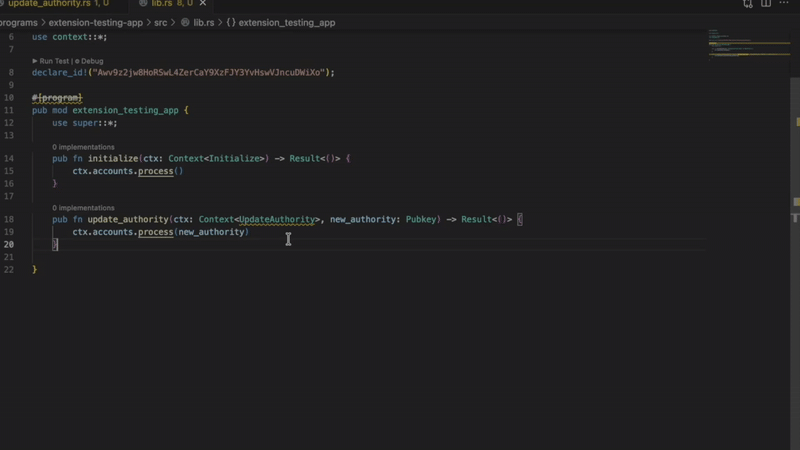 update_authority.rs 1, 0 lib.rs 8, 0 ×
programs > extension-testing-app > src > lib.rs > {} extension_testing_app
6 use context::*;
7
▶ Run Test | Debug
8 declare_id!("Awv9z2jw8HoRSwL4ZerCaY9XzFJY3YvHswVJncuDWiXo");
9
10 #[program]
11 pub mod extension_testing_app {
12 use super::*;
13
0 implementations
14 pub fn initialize(ctx: Context<Initialize>) -> Result<()> {
15 ctx.accounts.process()
16 }
17
0 implementations
18 pub fn update_authority(ctx: Context<UpdateAuthority>, new_authority: Pubkey) -> Result<()> {
19 ctx.accounts.process(new_authority)
20 }
21
22 }